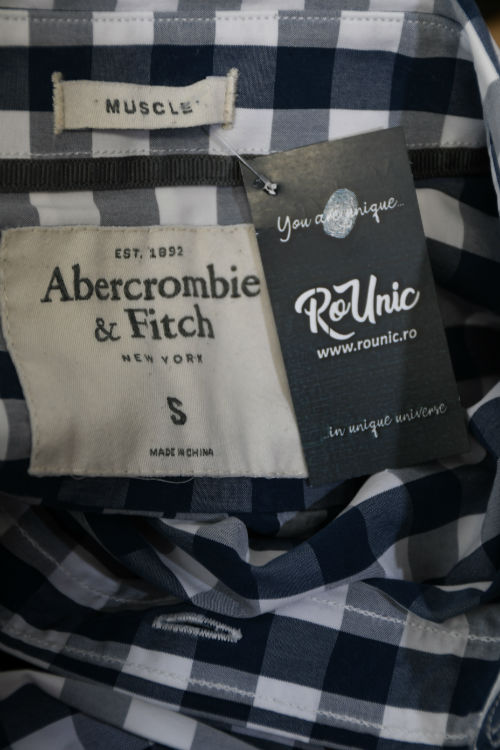 MUSCLE
EST. 1892
Abercrombie
& Fitch
NEW YORK
S
MADE IN CHINA
You are unique...
RoUnic
www.rounic.ro
...in unique universe